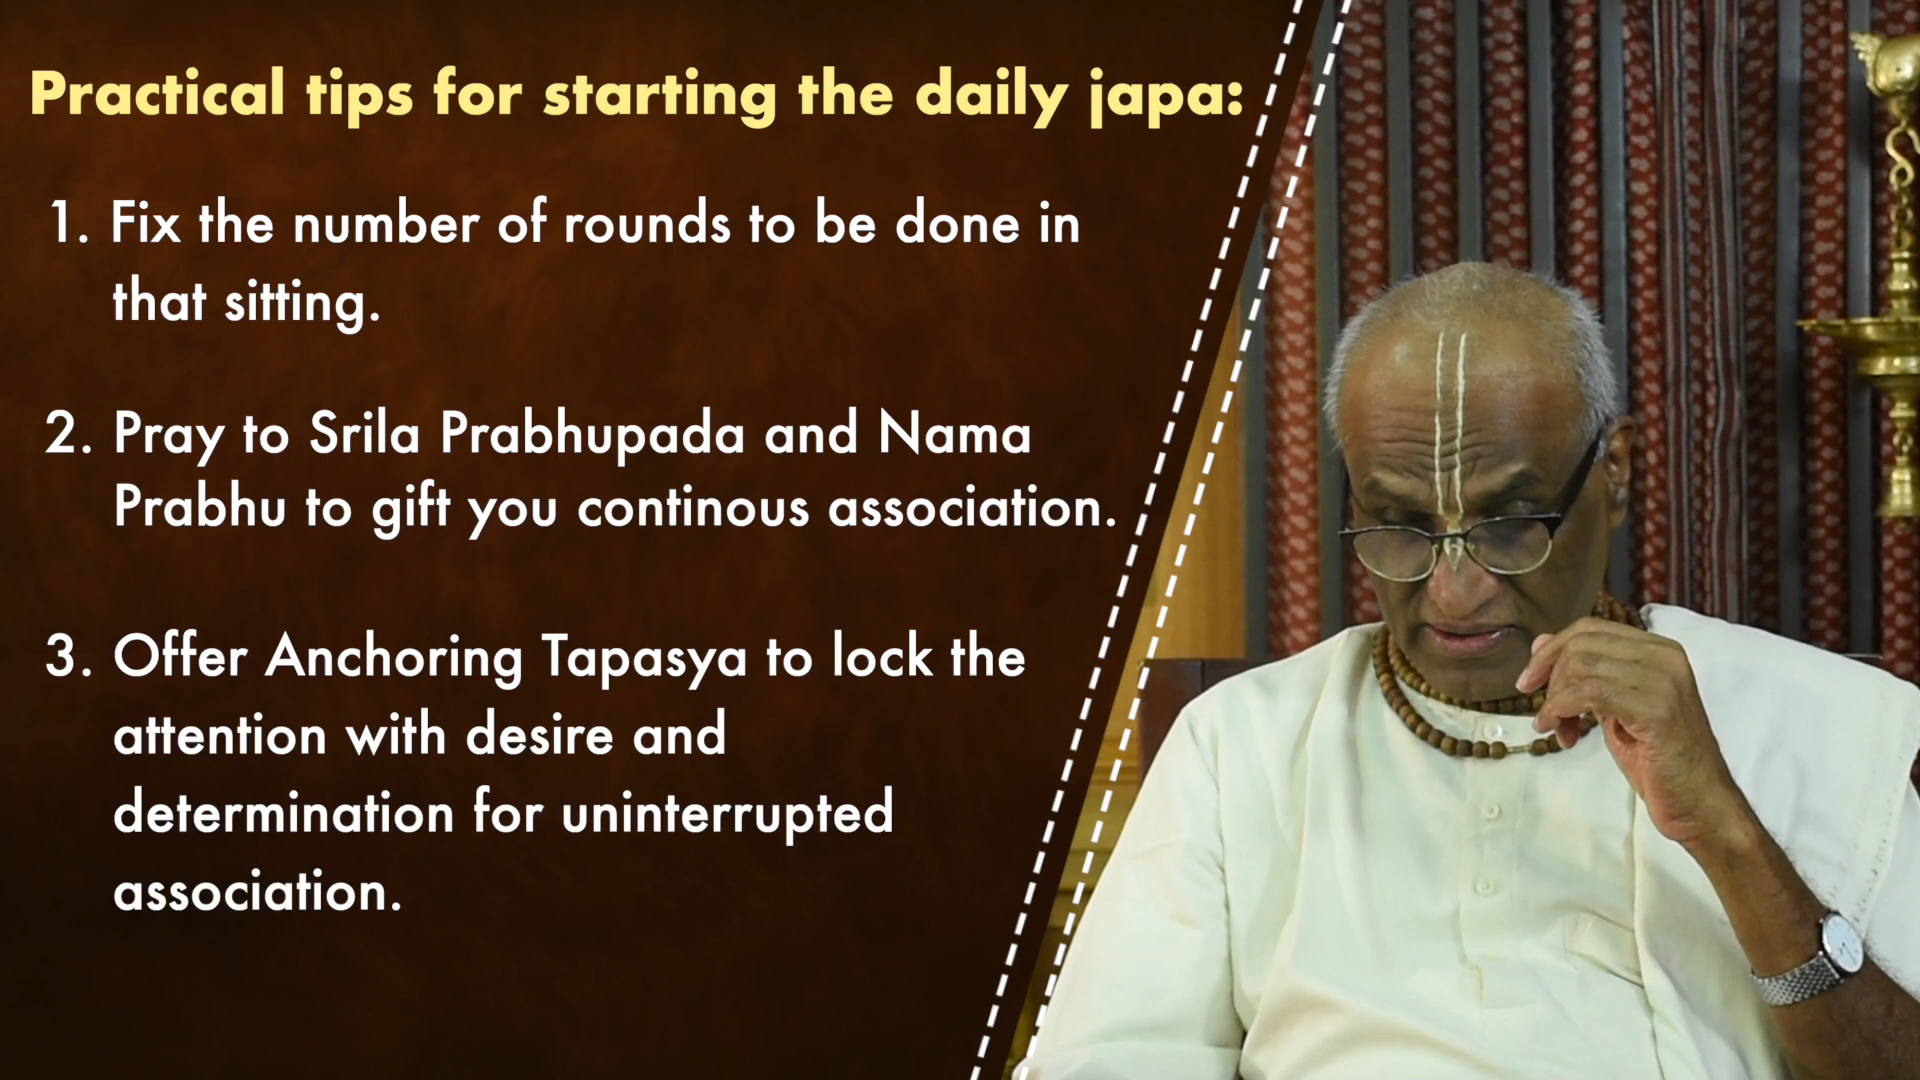 Practical tips for starting the daily japa:
1. Fix the number of rounds to be done in
that sitting.
2. Pray to Srila Prabhupada and Nama
Prabhu to gift you continous association.
3. Offer Anchoring Tapasya to lock the
attention with desire and
determination for uninterrupted
association.